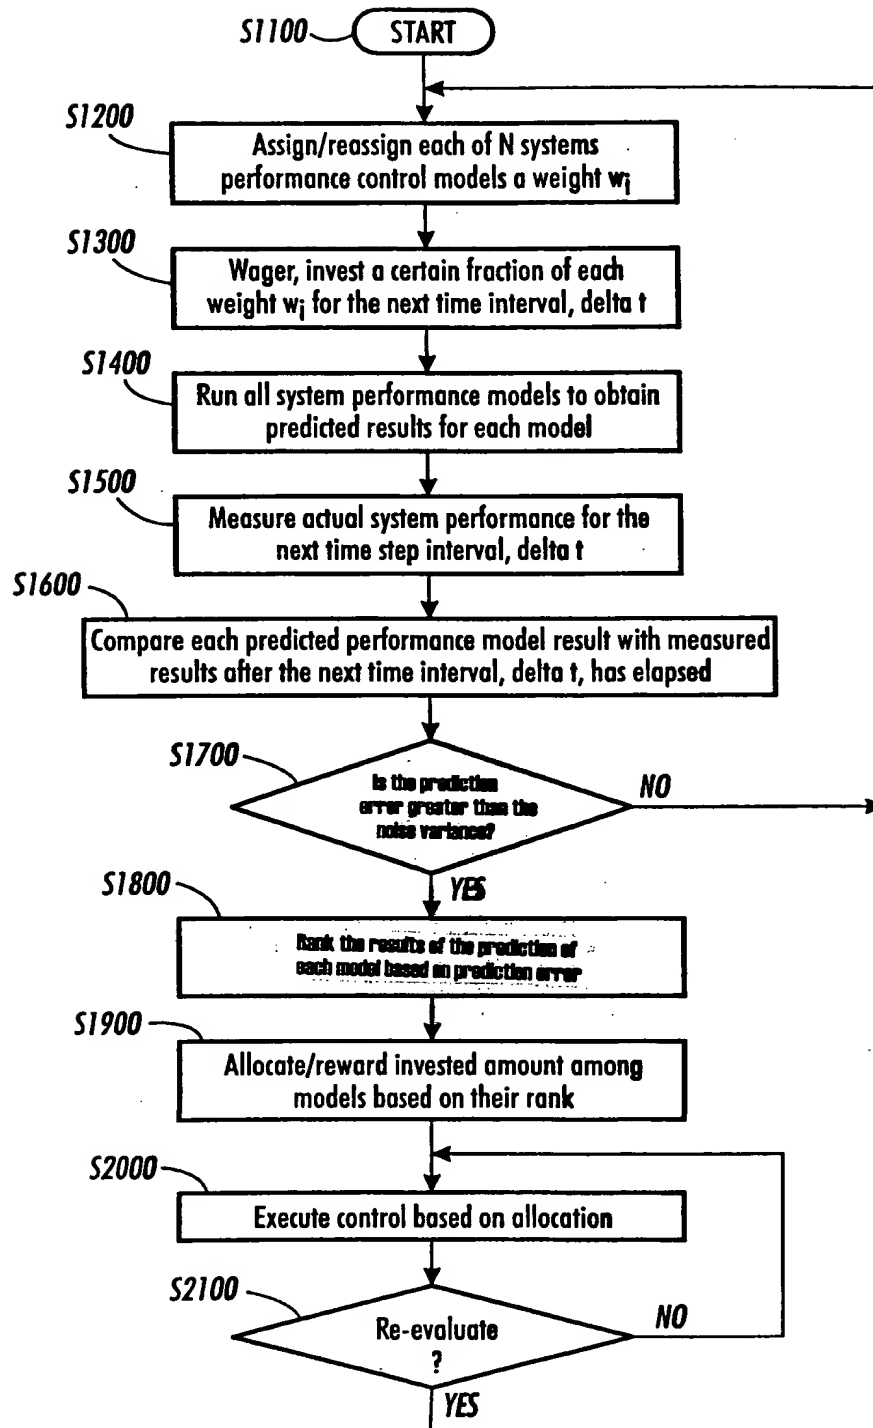 S1100
START
S1200
Assign/reassign each of N systems
performance control models a weight wi
S1300
Wager, invest a certain fraction of each
weight wi for the next time interval, delta t
S1400
Run all system performance models to obtain
predicted results for each model
S1500
Measure actual system performance for the
next time step interval, delta t
S1600
Compare each predicted performance model result with measured
results after the next time interval, delta t, has elapsed
S1700
Is the prediction
error greater than the
noise variance?
NO
YES
S1800
Rank the results of the prediction of
each model based on prediction error
S1900
Allocate/reward invested amount among
models based on their rank
S2000
Execute control based on allocation
S2100
Re-evaluate
?
NO
YES